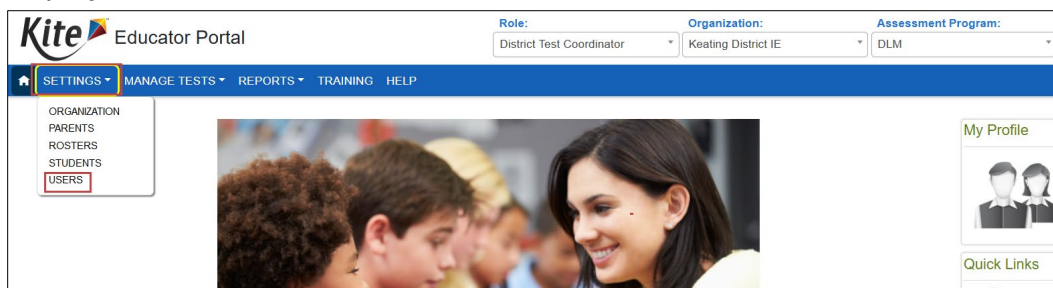 Kite Educator Portal
Role:
District Test Coordinator
Organization:
Keating District IE
Assessment Program:
DLM
SETTINGS MANAGE TESTS REPORTS TRAINING HELP
ORGANIZATION
PARENTS
ROSTERS
STUDENTS
USERS
My Profile
Quick Links